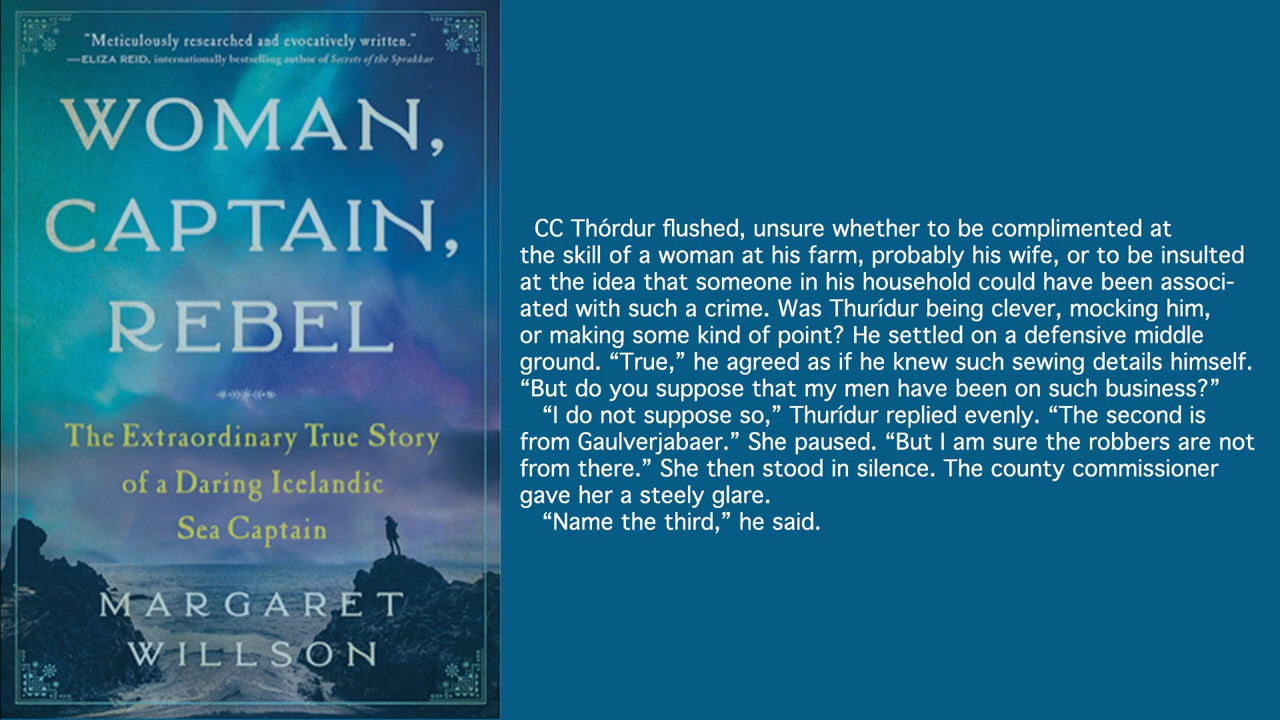 "Meticulously researched and evocatively written."
—ELIZA REID, internationally bestselling author of Secrets of the Sprakkar
WOMAN,
CAPTAIN,
REBEL
The Extraordinary True Story
of a Daring Icelandic
Sea Captain
MARGARET
WILLSON
CC Thórdur flushed, unsure whether to be complimented at
the skill of a woman at his farm, probably his wife, or to be insulted
at the idea that someone in his household could have been associ-
ated with such a crime. Was Thurídur being clever, mocking him,
or making some kind of point? He settled on a defensive middle
ground. “True,” he agreed as if he knew such sewing details himself.
“But do you suppose that my men have been on such business?”
“I do not suppose so,” Thurídur replied evenly. “The second is
from Gaulverjabaer.” She paused. “But I am sure the robbers are not
from there.” She then stood in silence. The county commissioner
gave her a steely glare.
“Name the third,” he said.